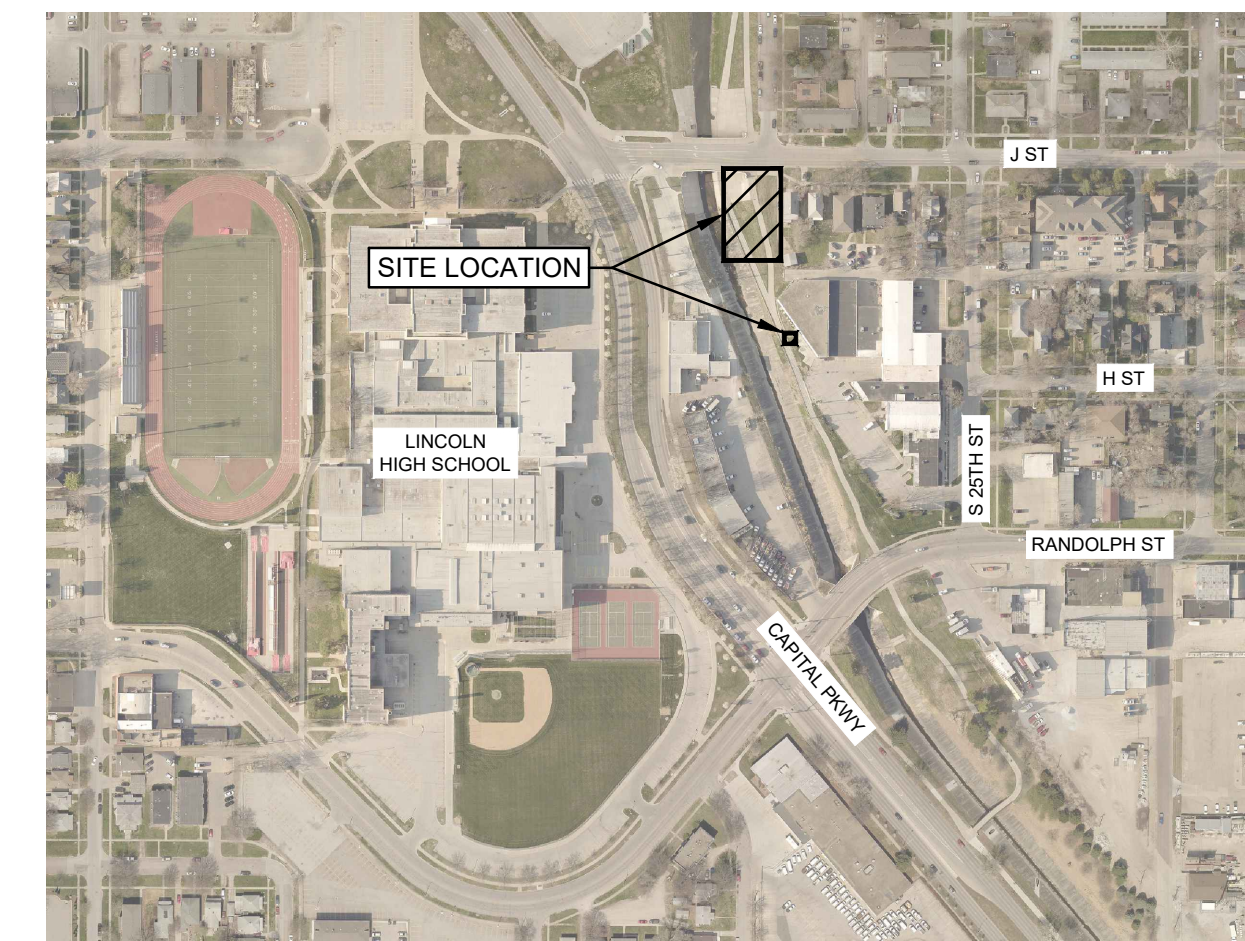 J ST
SITE LOCATION
H ST
LINCOLN
HIGH SCHOOL
S 25TH ST
RANDOLPH ST
CAPITAL PKWY